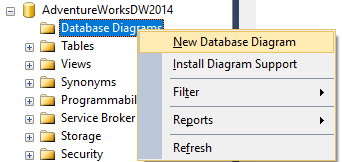 AdventureWorksDW2014
Database Diagrams
Tables
Views
Synonyms
Programmabil
Service Broker
Storage
Security
New Database Diagram
Install Diagram Support
Filter
Reports
Refresh